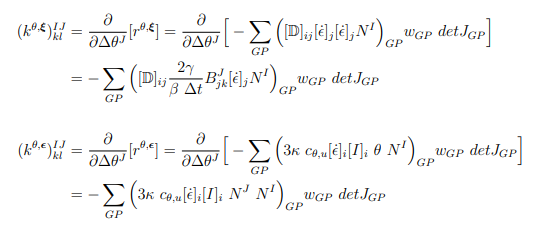 $(k^{\theta,\boldsymbol{\xi}})^{IJ}_{kl} = \frac{\partial}{\partial \Delta\theta^J}[r^{\theta,\boldsymbol{\xi}}] = \frac{\partial}{\partial \Delta\theta^J}\Big[-\sum_{GP}\Big([\mathbb{D}]_{ij}[\dot{\epsilon}]_i[\dot{\epsilon}]_j N^I\Big)_{GP} w_{GP}\ detJ_{GP}\Big]$
$= -\sum_{GP}\Big([\mathbb{D}]_{ij}\frac{2\gamma}{\beta\ \Delta t}B^J_{jk}[\dot{\epsilon}]_j N^I\Big)_{GP} w_{GP}\ detJ_{GP}$
$(k^{\theta,\boldsymbol{\epsilon}})^{IJ}_{kl} = \frac{\partial}{\partial \Delta\theta^J}[r^{\theta,\boldsymbol{\epsilon}}] = \frac{\partial}{\partial \Delta\theta^J}\Big[-\sum_{GP}\Big(3\kappa\ c_{\theta,u}[\dot{\epsilon}]_i[I]_i\ \theta\ N^I\Big)_{GP} w_{GP}\ detJ_{GP}\Big]$
$= -\sum_{GP}\Big(3\kappa\ c_{\theta,u}[\dot{\epsilon}]_i[I]_i\ N^J\ N^I\Big)_{GP} w_{GP}\ detJ_{GP}$